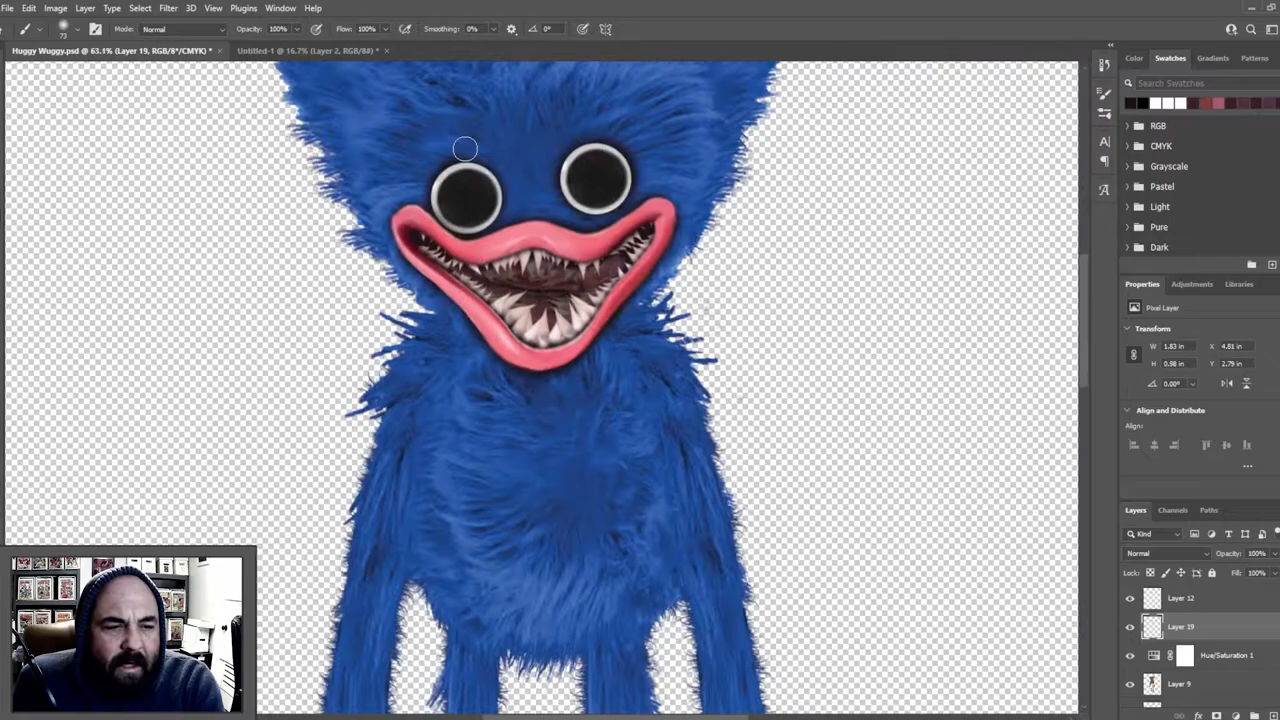 File Edit Image Layer Type Select Filter 3D View Plugins Window Help
73 Mode: Normal Opacity: 100% Flow: 100% Smoothing: 0% 0°
Huggy Wuggy.psd @ 63.1% (Layer 19, RGB/8*/CMYK) * × Untitled-1 @ 16.7% (Layer 2, RGB/8#) * ×
Color Swatches Gradients Patterns
Search Swatches
RGB
CMYK
Grayscale
Pastel
Light
Pure
Dark
Properties Adjustments Libraries
Pixel Layer
Transform
W 1.83 in X 4.81 in
H 0.98 in Y 2.79 in
0.00°
Align and Distribute
Align:
Layers Channels Paths
Kind
Normal Opacity: 100%
Lock: Fill: 100%
Layer 12
Layer 19
Hue/Saturation 1
Layer 9
fx